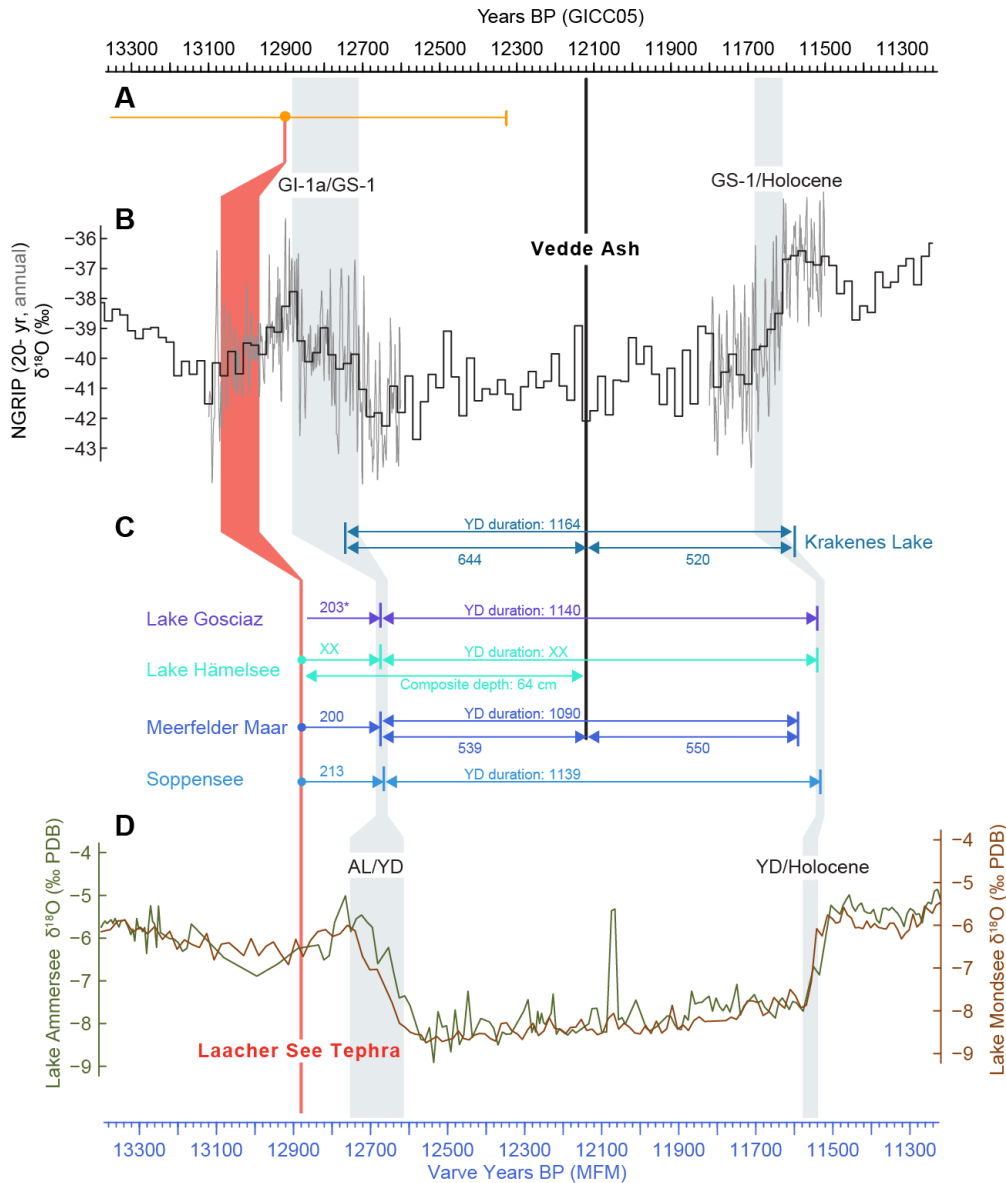 Years BP (GICC05)
13300 13100 12900 12700 12500 12300 12100 11900 11700 11500 11300
A
GI-1a/GS-1
GS-1/Holocene
B
Vedde Ash
NGRIP (20- yr, annual)
δ¹⁸O (‰)
−36
−37
−38
−39
−40
−41
−42
−43
C
YD duration: 1164
644 520
Krakenes Lake
Lake Gosciaz
203*
YD duration: 1140
Lake Hämelsee
XX
YD duration: XX
Composite depth: 64 cm
Meerfelder Maar
200
YD duration: 1090
539 550
Soppensee
213
YD duration: 1139
D
AL/YD
YD/Holocene
Lake Ammersee δ¹⁸O (‰ PDB)
−4
−5
−6
−7
−8
−9
Lake Mondsee δ¹⁸O (‰ PDB)
−4
−5
−6
−7
−8
−9
Laacher See Tephra
13300 13100 12900 12700 12500 12300 12100 11900 11700 11500 11300
Varve Years BP (MFM)